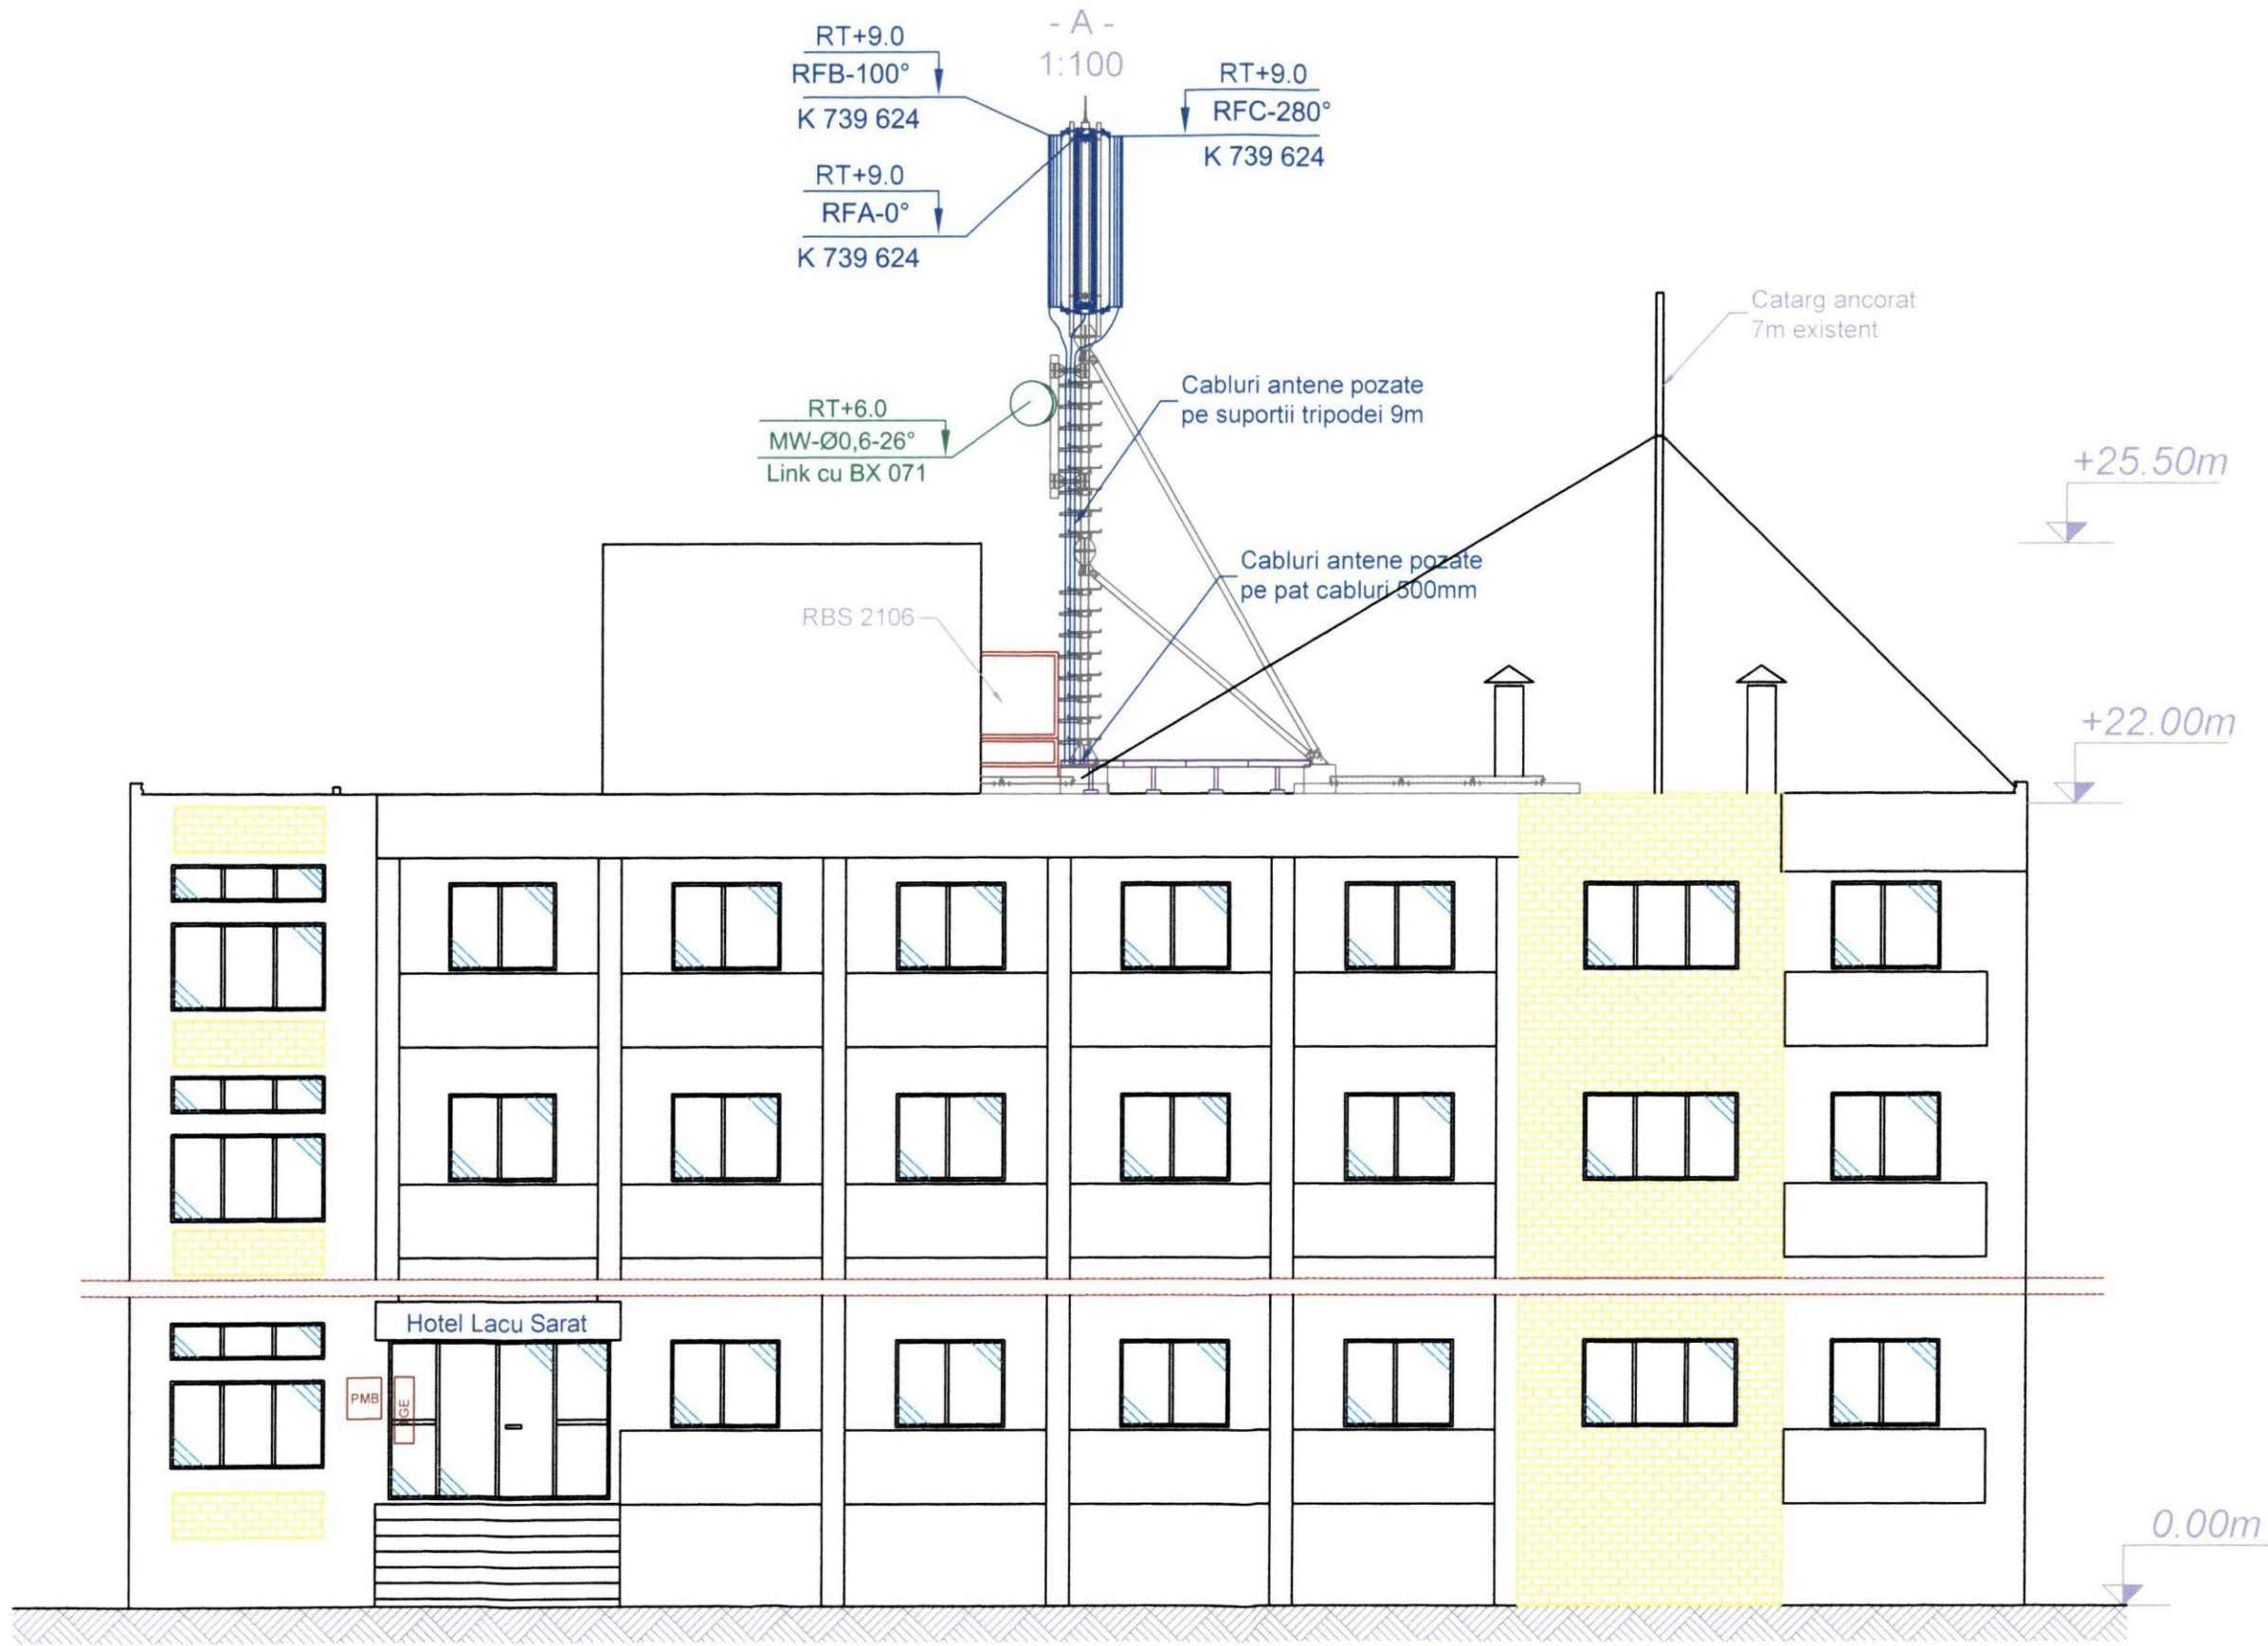 - A -
1:100
RT+9.0
RFB-100°
K 739 624
RT+9.0
RFC-280°
K 739 624
RT+9.0
RFA-0°
K 739 624
Catarg ancorat
7m existent
Cabluri antene pozate
pe suportii tripodei 9m
RT+6.0
MW-Ø0,6-26°
Link cu BX 071
+25.50m
Cabluri antene pozate
pe pat cabluri 500mm
RBS 2106
+22.00m
Hotel Lacu Sarat
PMB
0.00m